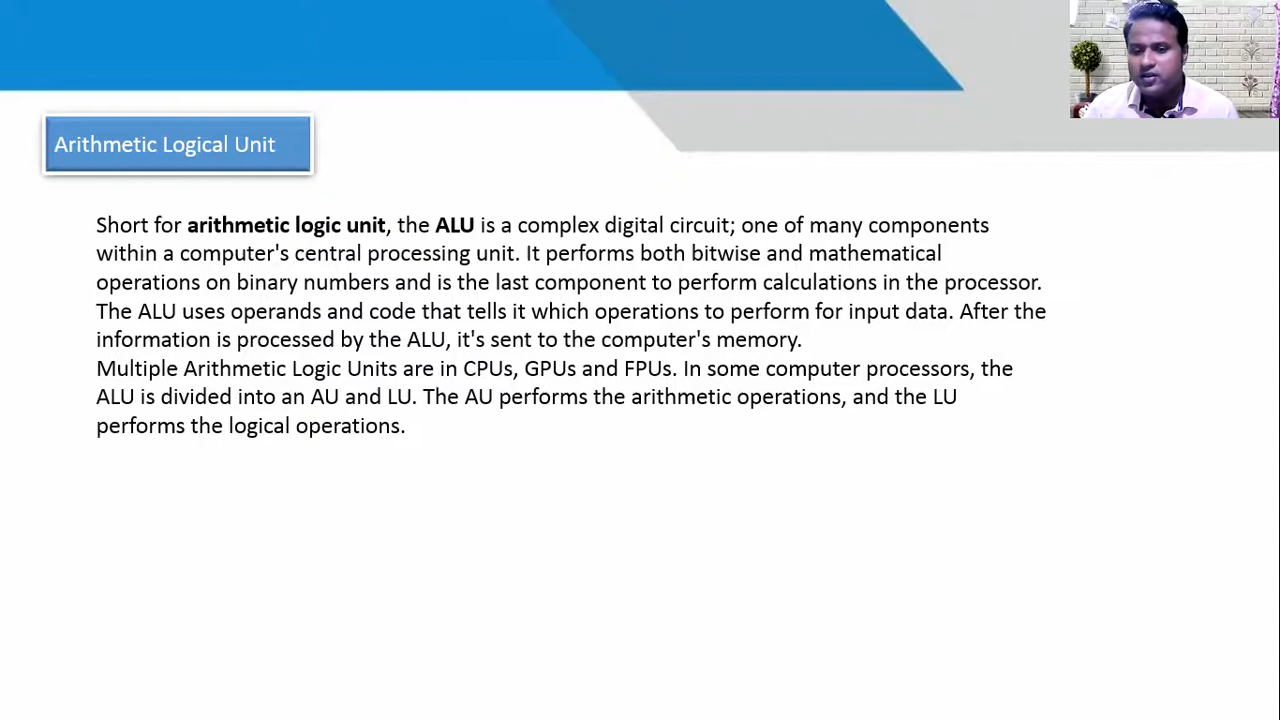 Arithmetic Logical Unit
Short for arithmetic logic unit, the ALU is a complex digital circuit; one of many components
within a computer's central processing unit. It performs both bitwise and mathematical
operations on binary numbers and is the last component to perform calculations in the processor.
The ALU uses operands and code that tells it which operations to perform for input data. After the
information is processed by the ALU, it's sent to the computer's memory.
Multiple Arithmetic Logic Units are in CPUs, GPUs and FPUs. In some computer processors, the
ALU is divided into an AU and LU. The AU performs the arithmetic operations, and the LU
performs the logical operations.